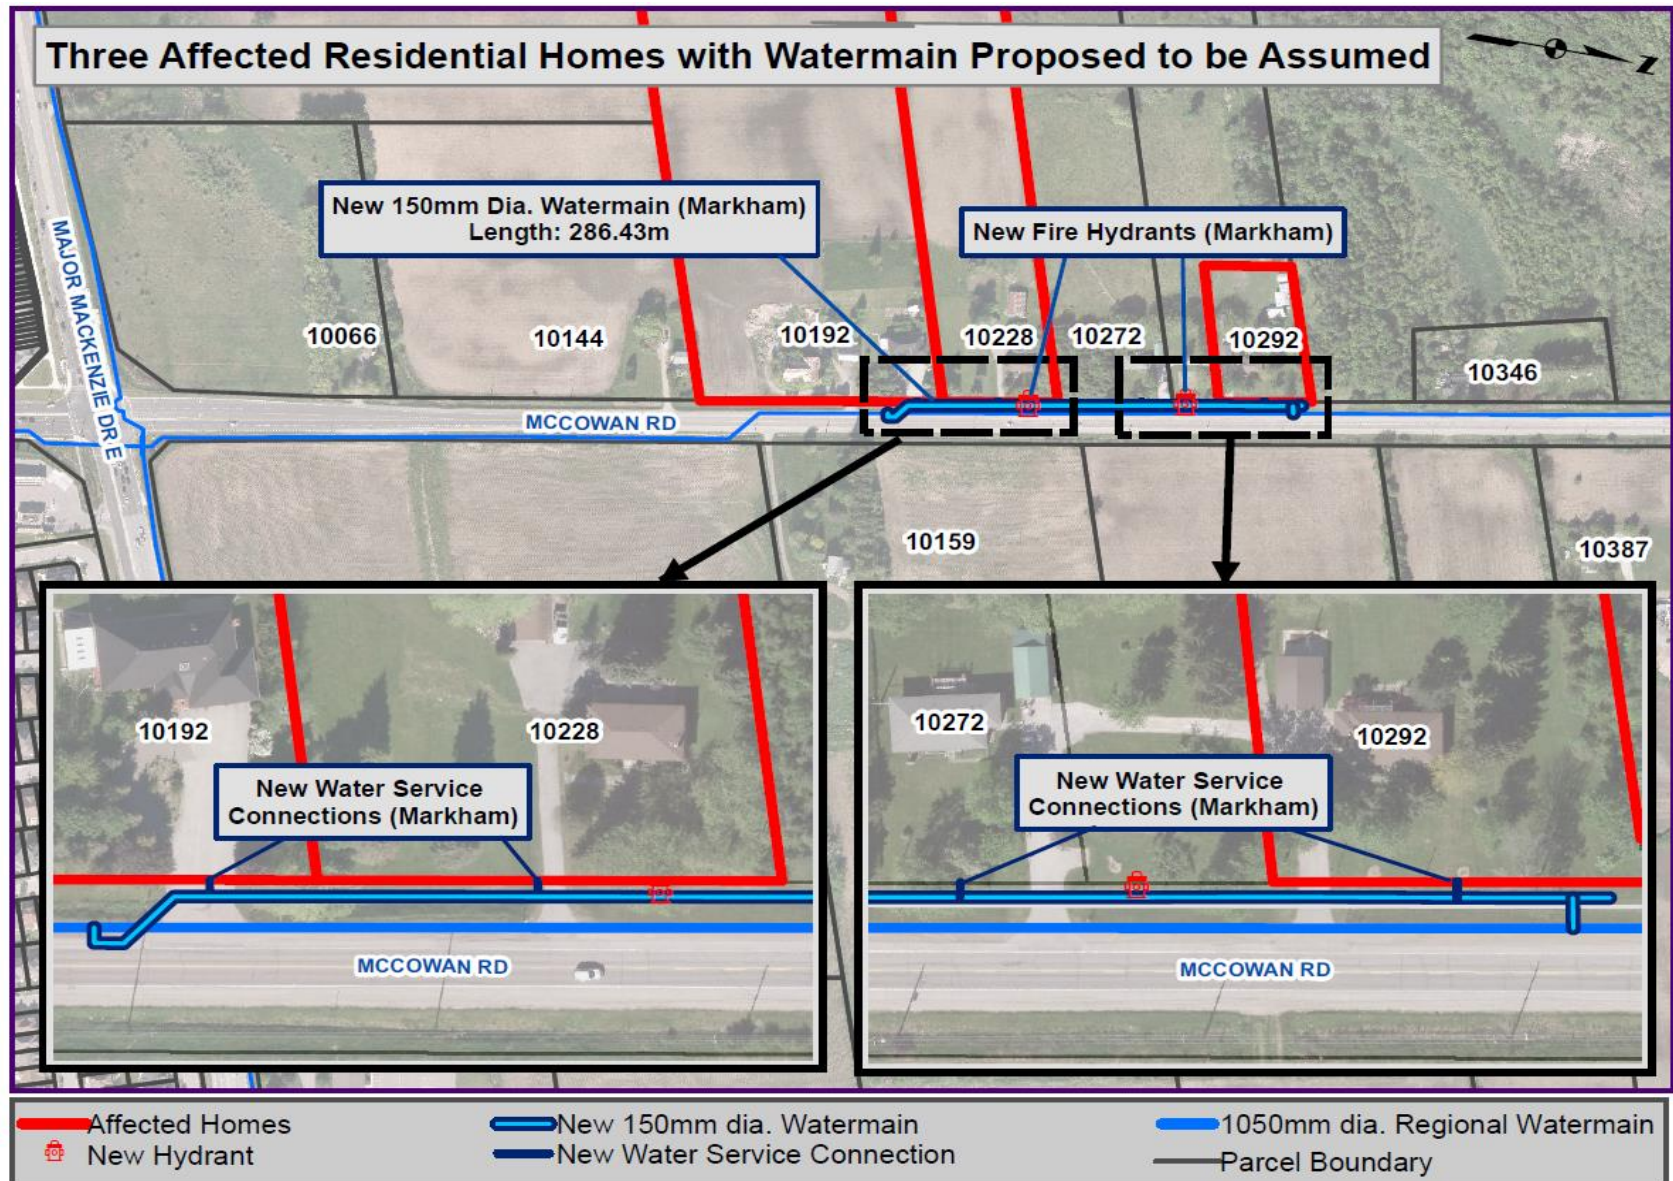 Three Affected Residential Homes with Watermain Proposed to be Assumed
N
New 150mm Dia. Watermain (Markham)
Length: 286.43m
New Fire Hydrants (Markham)
MAJOR MACKENZIE DR E
10066
10144
10192
10228
10272
10292
10346
MCCOWAN RD
10159
10387
10192
10228
New Water Service
Connections (Markham)
MCCOWAN RD
10272
10292
New Water Service
Connections (Markham)
MCCOWAN RD
Affected Homes
New Hydrant
New 150mm dia. Watermain
New Water Service Connection
1050mm dia. Regional Watermain
Parcel Boundary